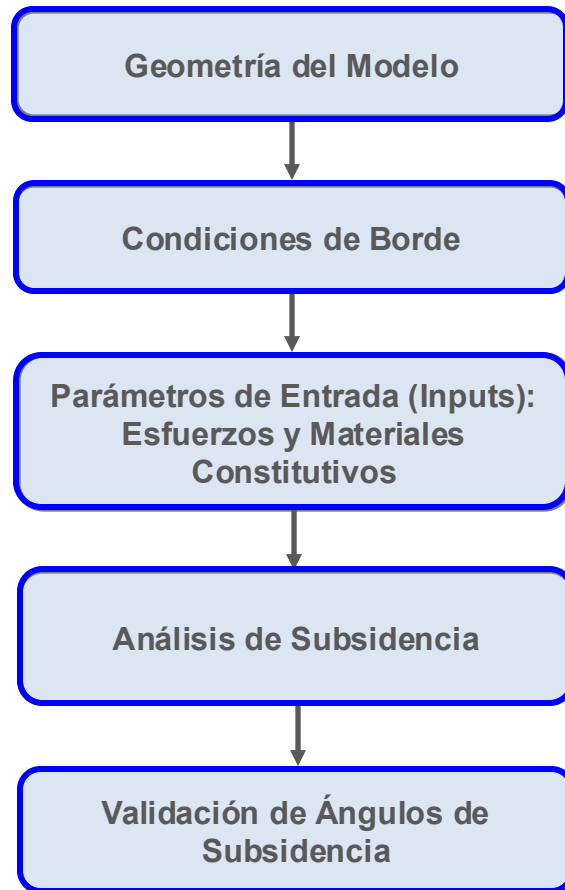 Geometría del Modelo
Condiciones de Borde
Parámetros de Entrada (Inputs):
Esfuerzos y Materiales
Constitutivos
Análisis de Subsidencia
Validación de Ángulos de
Subsidencia